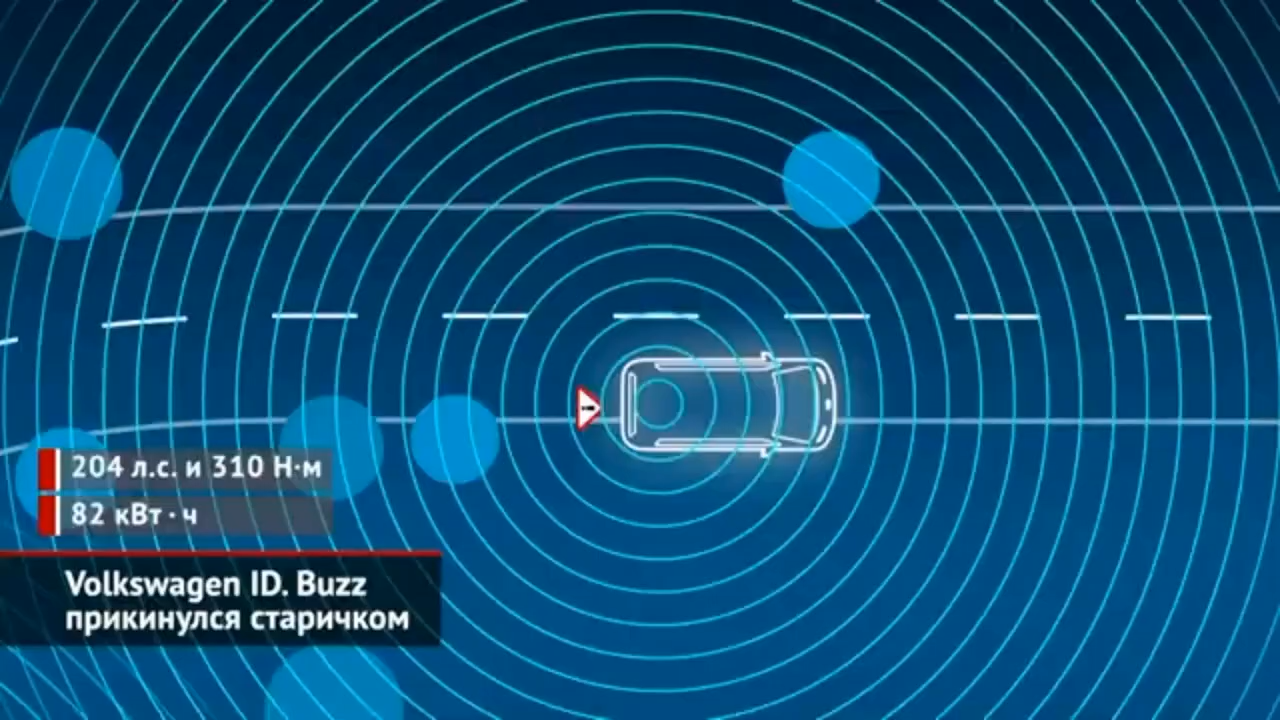 204 л.с. и 310 Н·м
82 кВт·ч
Volkswagen ID. Buzz
прикинулся старичком